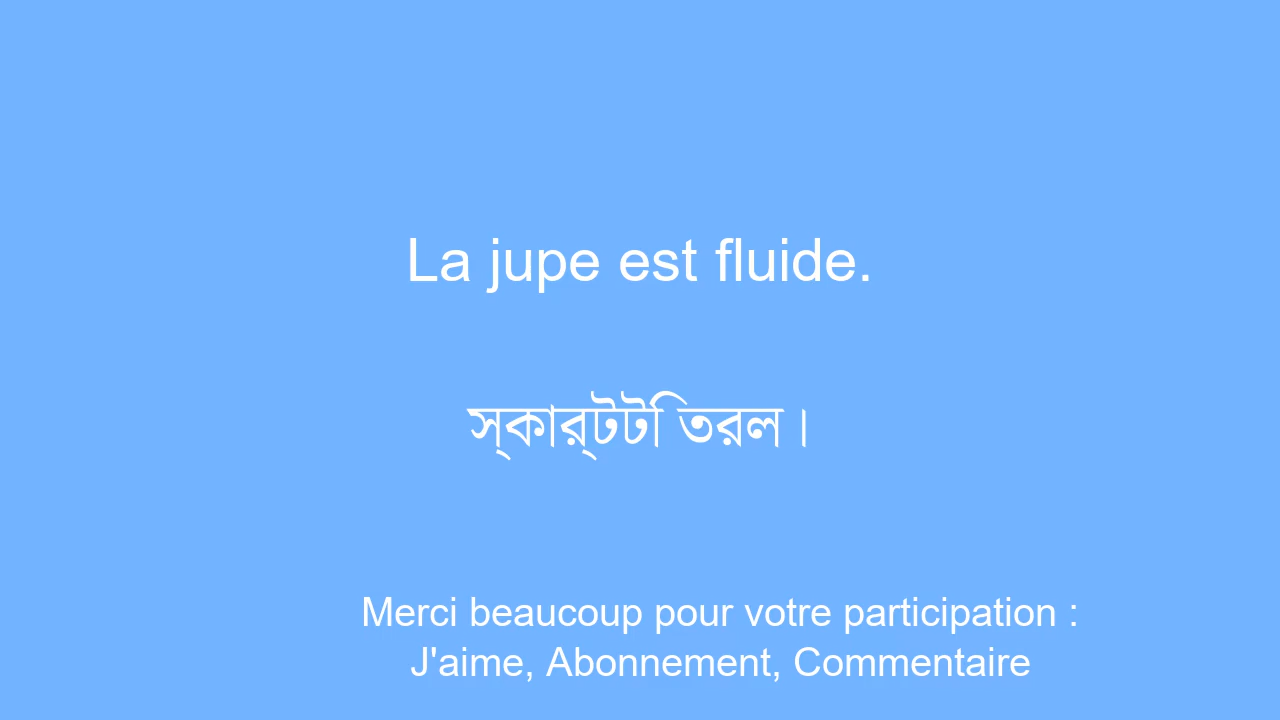 La jupe est fluide.
স্কার্টটি তরল।
Merci beaucoup pour votre participation :
J'aime, Abonnement, Commentaire